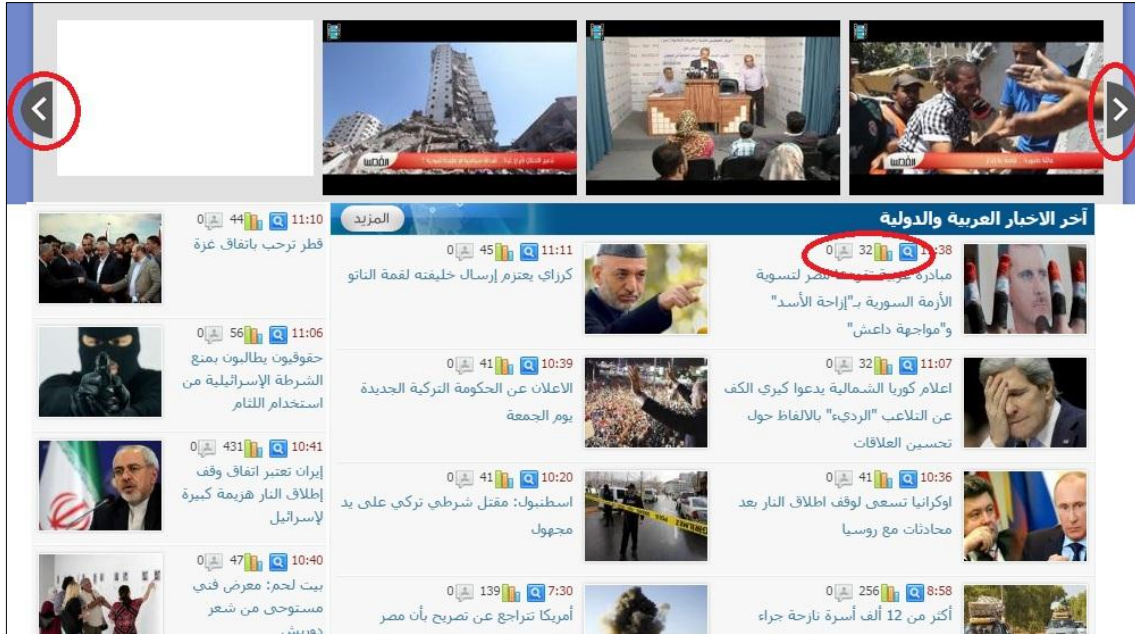 القدس
القدس
آخر الاخبار العربية والدولية
المزيد
32 0
مبادرة عربية تقودها مصر لتسوية
الأزمة السورية بـ"إزاحة الأسد"
و"مواجهة داعش"
11:11 45 0
كرزاي يعتزم إرسال خليفته لقمة الناتو
11:07 32 0
اعلام كوريا الشمالية يدعوا كيري الكف
عن التلاعب "الرديء" بالالفاظ حول
تحسين العلاقات
10:39 41 0
الاعلان عن الحكومة التركية الجديدة
يوم الجمعة
10:36 41 0
اوكرانيا تسعى لوقف اطلاق النار بعد
محادثات مع روسيا
10:20 41 0
اسطنبول: مقتل شرطي تركي على يد
مجهول
8:58 256 0
أكثر من 12 ألف أسرة نازحة جراء
7:30 139 0
أمريكا تتراجع عن تصريح بأن مصر
11:10 44 0
قطر ترحب باتفاق غزة
11:06 56 0
حقوقيون يطالبون بمنع
الشرطة الإسرائيلية من
استخدام اللثام
10:41 431 0
إيران تعتبر اتفاق وقف
إطلاق النار هزيمة كبيرة
لإسرائيل
10:40 47 0
بيت لحم: معرض فني
مستوحى من شعر
درويش